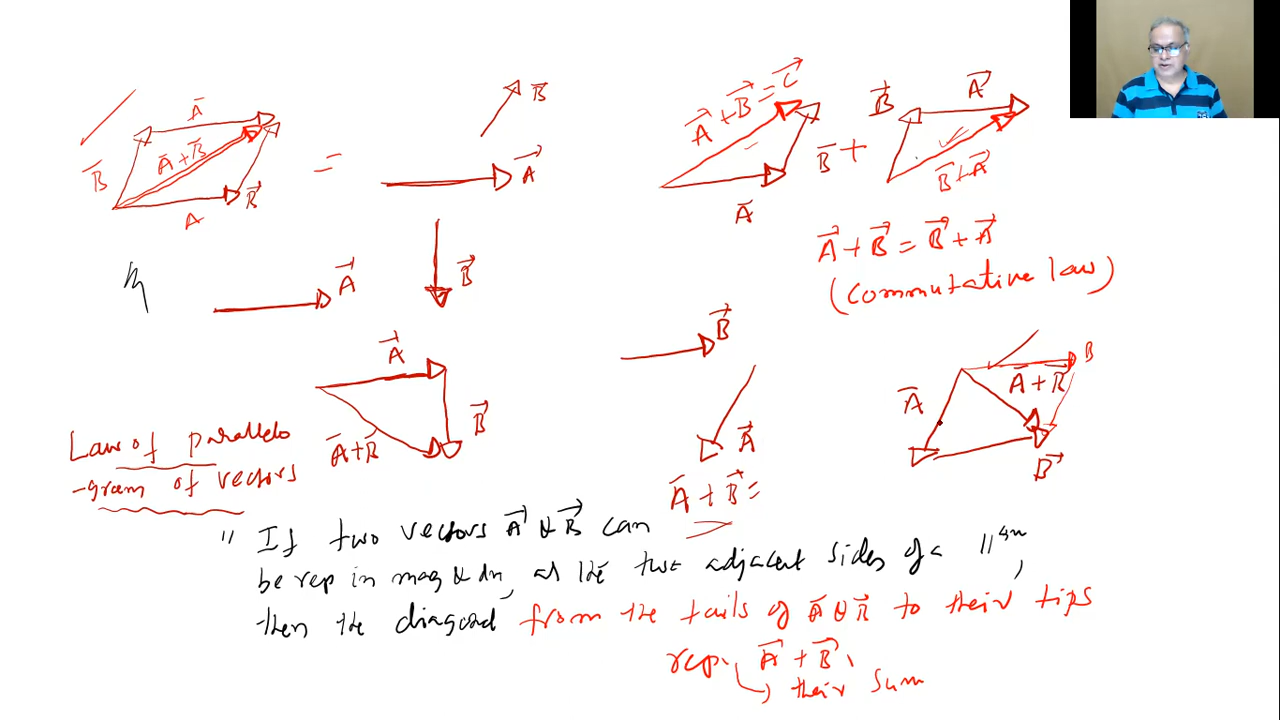 Ā
B̄
Ā+B̄
A
B⃗
=
B⃗
A⃗
A⃗+B⃗=C⃗
Ā
B⃗
+
B⃗
A⃗
B⃗+A⃗
A⃗+B⃗=B⃗+A⃗
(commutative law)
A⃗
B⃗
A⃗
B⃗
Ā+B̄
B⃗
A⃗
Ā+B⃗=
Ā
B
Ā+B̄
B⃗
Law of parallelo
-gram of vectors
" If two vectors A⃗ & B⃗ can
be rep in mag & dn, as the two adjacent sides of a ||gm,
then the diagonal from the tails of Ā & B̄ to their tips
rep. A⃗+B⃗.
their sum